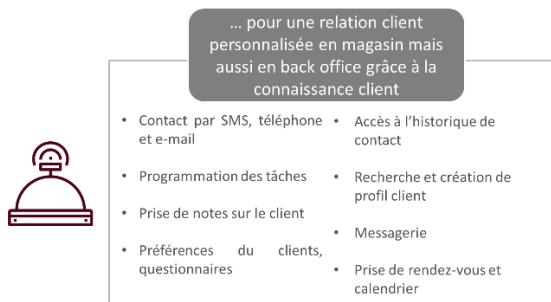 ... pour une relation client
personnalisée en magasin mais
aussi en back office grâce à la
connaissance client
• Contact par SMS, téléphone
et e-mail
• Programmation des tâches
• Prise de notes sur le client
• Préférences du clients,
questionnaires
• Accès à l'historique de
contact
• Recherche et création de
profil client
• Messagerie
• Prise de rendez-vous et
calendrier